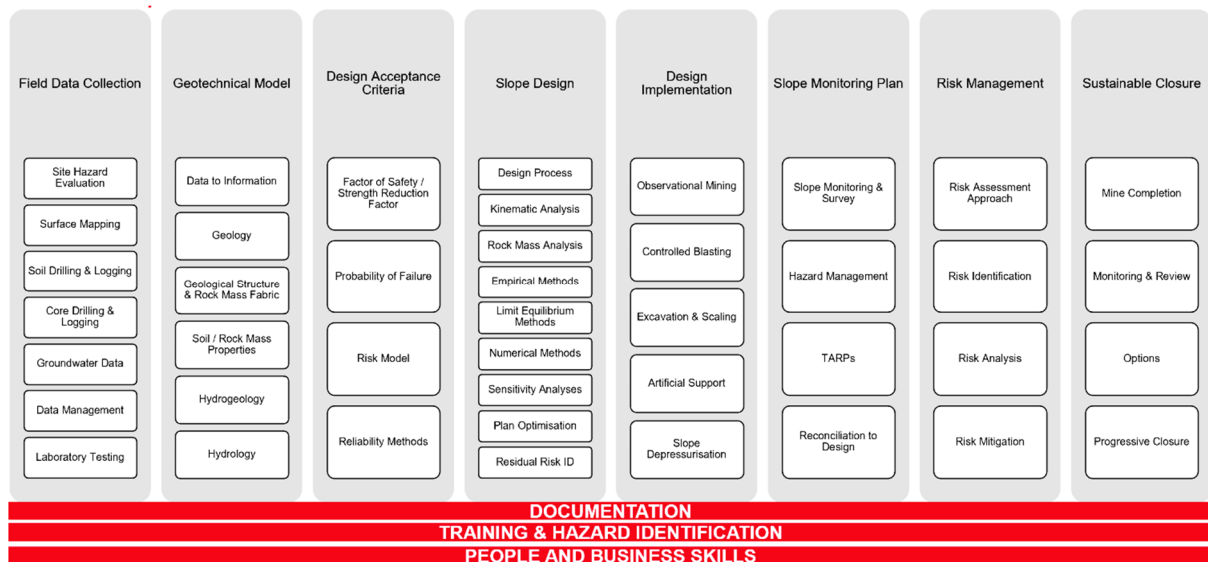 Field Data Collection
Site Hazard
Evaluation
Surface Mapping
Soil Drilling & Logging
Core Drilling &
Logging
Groundwater Data
Data Management
Laboratory Testing
Geotechnical Model
Data to Information
Geology
Geological Structure
& Rock Mass Fabric
Soil / Rock Mass
Properties
Hydrogeology
Hydrology
Design Acceptance
Criteria
Factor of Safety /
Strength Reduction
Factor
Probability of Failure
Risk Model
Reliability Methods
Slope Design
Design Process
Kinematic Analysis
Rock Mass Analysis
Empirical Methods
Limit Equilibrium
Methods
Numerical Methods
Sensitivity Analyses
Plan Optimisation
Residual Risk ID
Design
Implementation
Observational Mining
Controlled Blasting
Excavation & Scaling
Artificial Support
Slope
Depressurisation
Slope Monitoring Plan
Slope Monitoring &
Survey
Hazard Management
TARPs
Reconciliation to
Design
Risk Management
Risk Assessment
Approach
Risk Identification
Risk Analysis
Risk Mitigation
Sustainable Closure
Mine Completion
Monitoring & Review
Options
Progressive Closure
DOCUMENTATION
TRAINING & HAZARD IDENTIFICATION
PEOPLE AND BUSINESS SKILLS